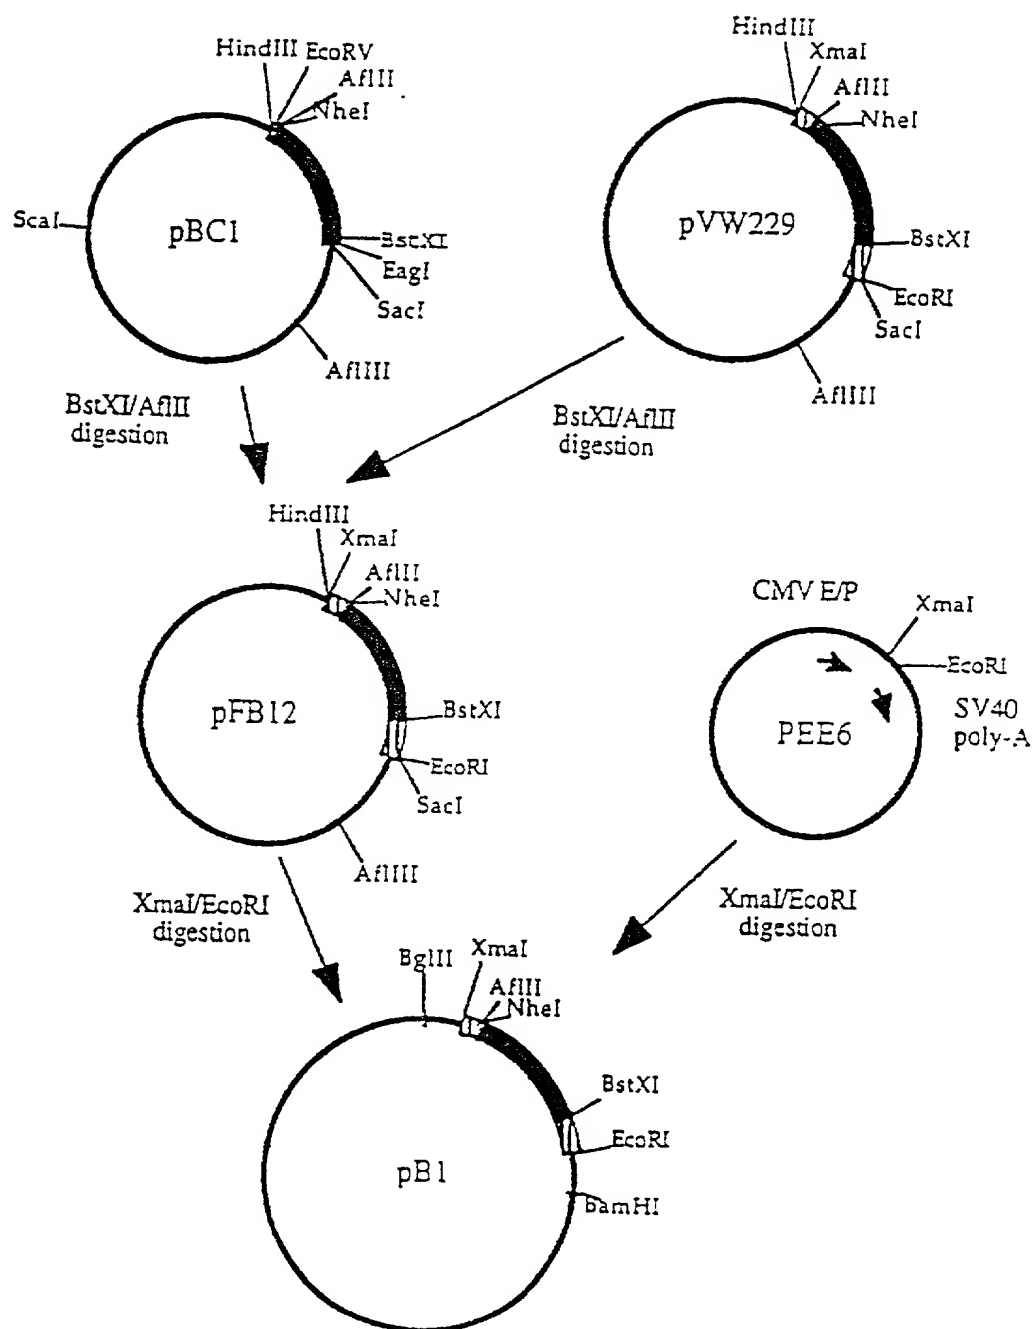 HindIII
EcoRV
AflII
NheI
pBC1
ScaI
BstXI
EagI
SacI
AflIII
HindIII
XmaI
AflII
NheI
pVW229
BstXI
EcoRI
SacI
AflIII
BstXI/AflII
digestion
BstXI/AflII
digestion
HindIII
XmaI
AflII
NheI
pFB12
BstXI
EcoRI
SacI
AflIII
CMV E/P
XmaI
EcoRI
PEE6
SV40
poly-A
XmaI/EcoRI
digestion
XmaI/EcoRI
digestion
BglII
XmaI
AflII
NheI
pB1
BstXI
EcoRI
bamHI